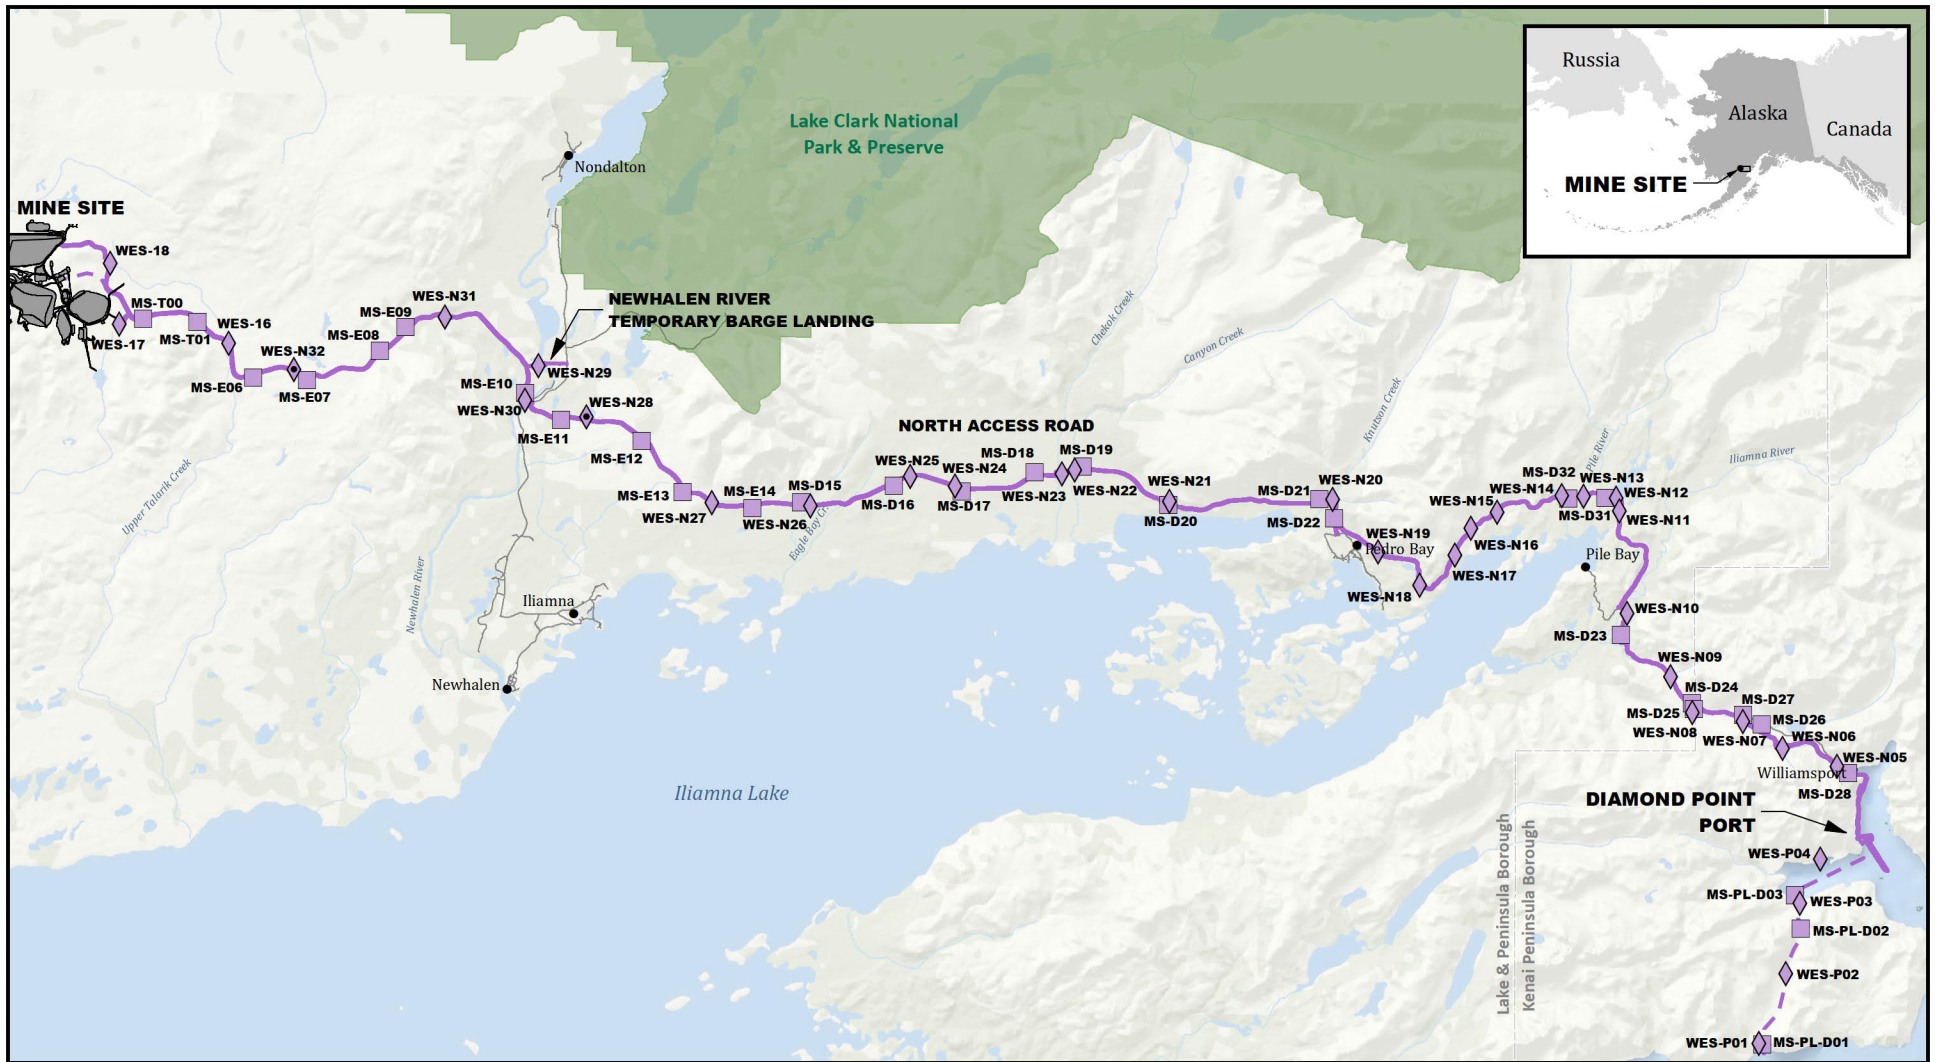 Russia
Alaska
Canada
MINE SITE
Lake Clark National
Park & Preserve
Nondalton
MINE SITE
WES-18
MS-T00
WES-17
MS-T01
WES-16
MS-E06
WES-N32
MS-E07
MS-E08
MS-E09
WES-N31
NEWHALEN RIVER
TEMPORARY BARGE LANDING
WES-N29
MS-E10
WES-N30
WES-N28
MS-E11
MS-E12
MS-E13
WES-N27
MS-E14
WES-N26
MS-D15
Eagle Bay Cr.
MS-D16
WES-N25
NORTH ACCESS ROAD
WES-N24
MS-D17
MS-D18
WES-N23
MS-D19
WES-N22
WES-N21
MS-D20
Chekok Creek
Canyon Creek
Knutson Creek
MS-D21
WES-N20
MS-D22
WES-N19
Pedro Bay
WES-N18
WES-N17
WES-N16
WES-N15
WES-N14
MS-D32
WES-N13
MS-D31
WES-N12
WES-N11
Pile River
Iliamna River
Pile Bay
WES-N10
MS-D23
WES-N09
MS-D24
MS-D25
WES-N08
MS-D27
MS-D26
WES-N07
WES-N06
WES-N05
Williamsport
MS-D28
DIAMOND POINT
PORT
WES-P04
MS-PL-D03
WES-P03
MS-PL-D02
WES-P02
WES-P01
MS-PL-D01
Upper Talarik Creek
Newhalen River
Iliamna
Newhalen
Iliamna Lake
Lake & Peninsula Borough
Kenai Peninsula Borough